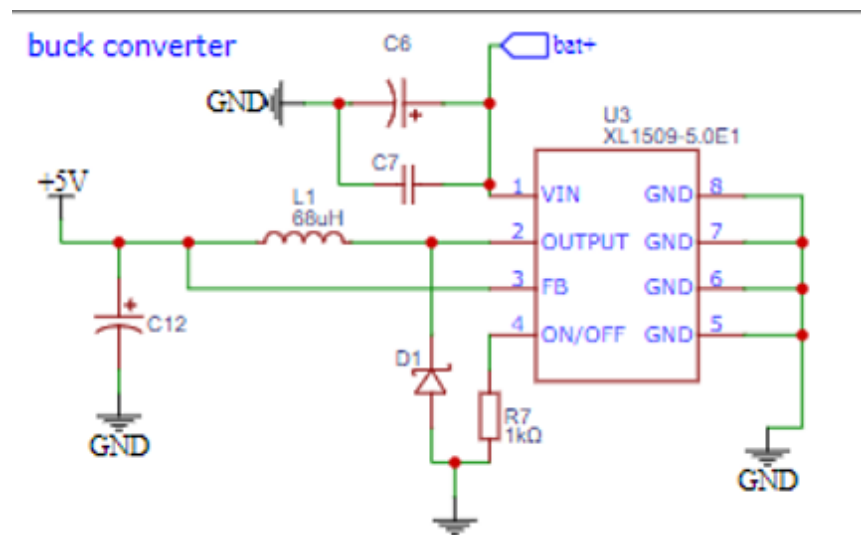 buck converter
C6
bat+
GND
U3
XL1509-5.0E1
C7
+5V
L1
68uH
1 VIN GND 8
2 OUTPUT GND 7
3 FB GND 6
4 ON/OFF GND 5
C12
D1
R7
1kΩ
GND
GND